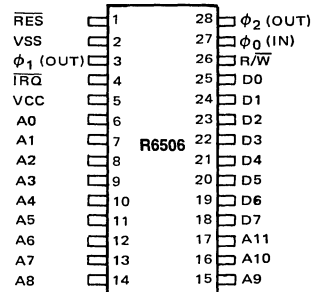 R̅E̅S̅ 1 28 ϕ2 (OUT)
VSS 2 27 ϕ0 (IN)
ϕ1 (OUT) 3 26 R/W̅
I̅R̅Q̅ 4 25 D0
VCC 5 24 D1
A0 6 23 D2
A1 7 22 D3
R6506
A2 8 21 D4
A3 9 20 D5
A4 10 19 D6
A5 11 18 D7
A6 12 17 A11
A7 13 16 A10
A8 14 15 A9